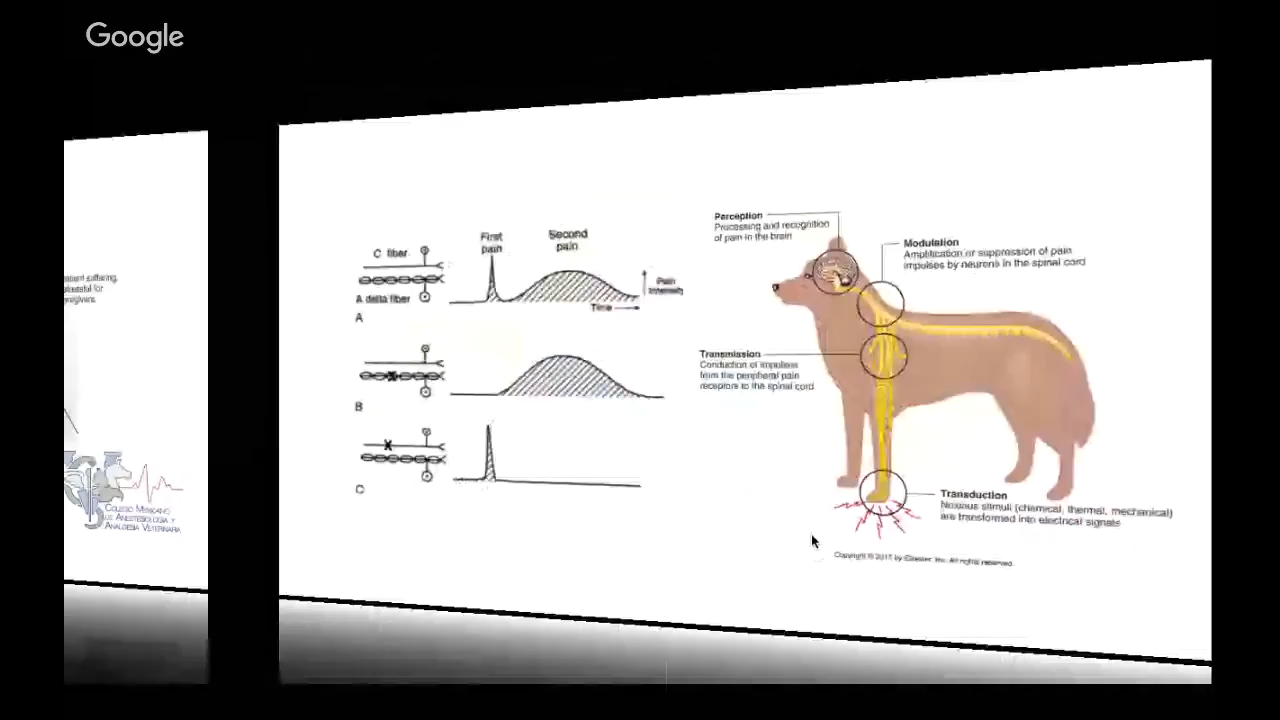 Google
suffering,
for
C fiber
First
pain
Second
pain
A delta fiber
Pain
Intensity
Time
A
B
C
Perception
Processing and recognition
of pain in the brain
Modulation
Amplification or suppression of pain
impulses by neurons in the spinal cord
Transmission
Conduction of impulses
from the peripheral pain
receptors to the spinal cord
Transduction
Noxious stimuli (chemical, thermal, mechanical)
are transformed into electrical signals
Copyright © 2017 by Elsevier, Inc. All rights reserved.
Colegio Mexicano
de Anestesiología y
Analgesia Veterinaria